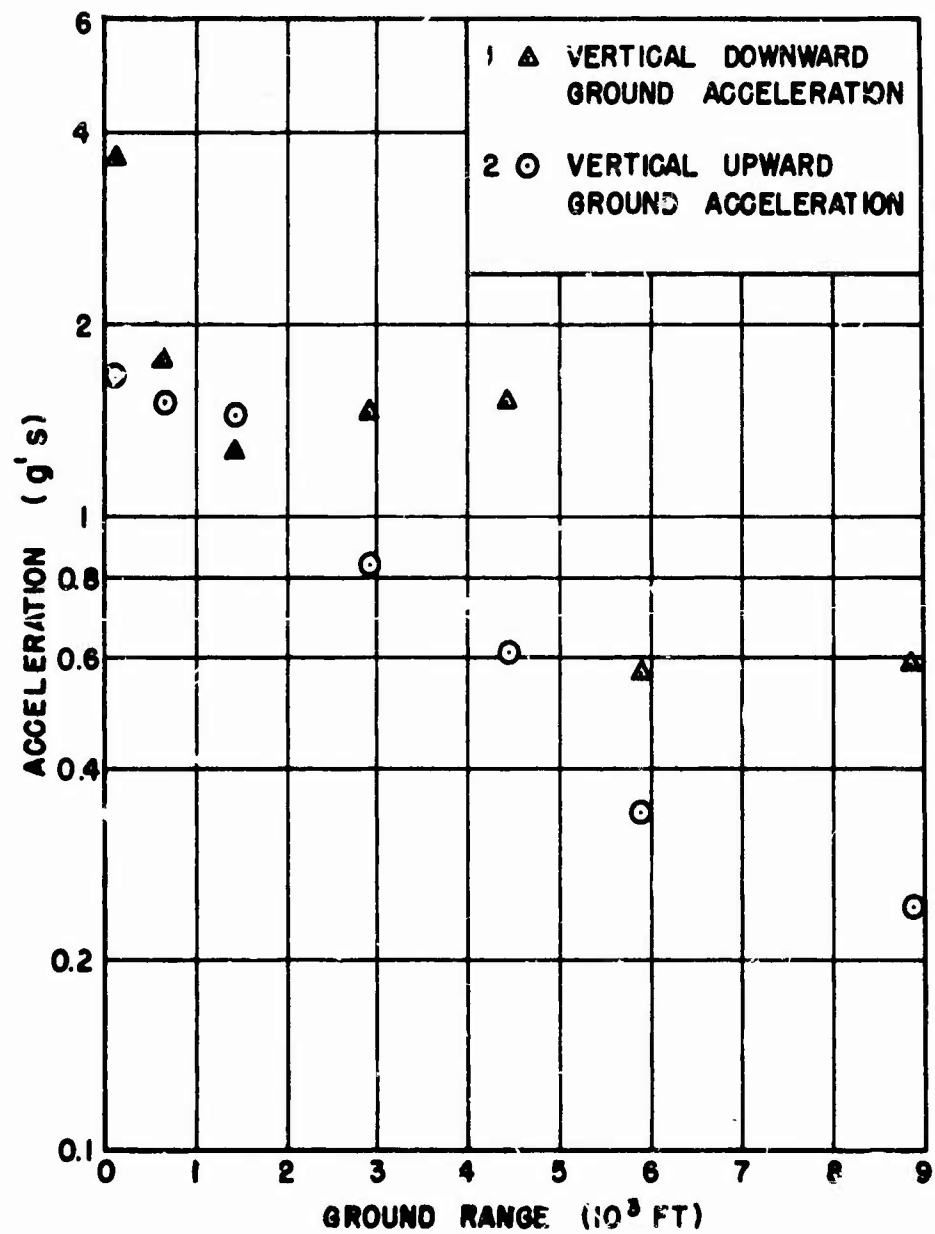 1 VERTICAL DOWNWARD
GROUND ACCELERATION
2 VERTICAL UPWARD
GROUND ACCELERATION
6
4
2
1
0.8
0.6
0.4
0.2
0.1
ACCELERATION (g's)
0 1 2 3 4 5 6 7 8 9
GROUND RANGE (10³ FT)